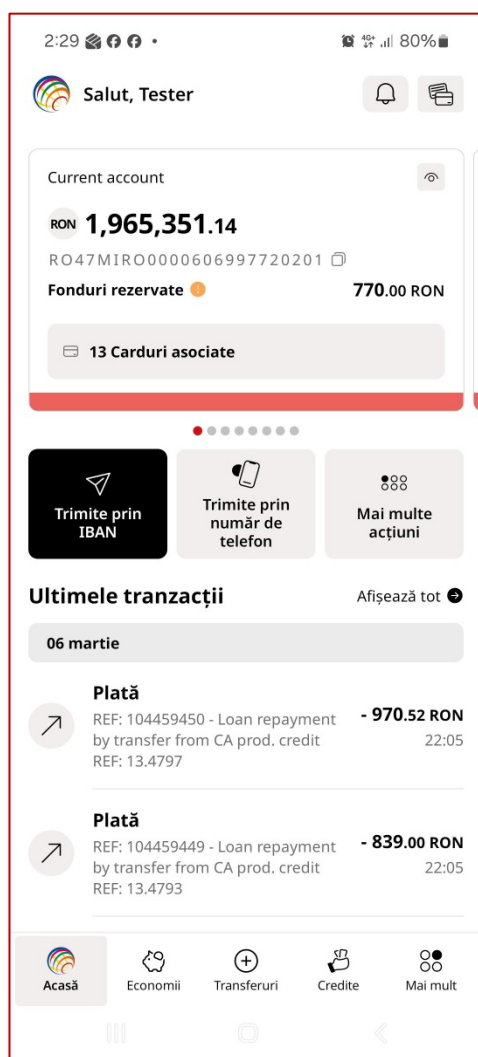 2:29
4G+
80%
Salut, Tester
Current account
RON 1,965,351.14
RO47MIRO0000606997720201
Fonduri rezervate 770.00 RON
13 Carduri asociate
Trimite prin
IBAN
Trimite prin
număr de
telefon
Mai multe
acțiuni
Ultimele tranzacții Afișează tot
06 martie
Plată
REF: 104459450 - Loan repayment - 970.52 RON
by transfer from CA prod. credit 22:05
REF: 13.4797
Plată
REF: 104459449 - Loan repayment - 839.00 RON
by transfer from CA prod. credit 22:05
REF: 13.4793
Acasă Economii Transferuri Credite Mai mult